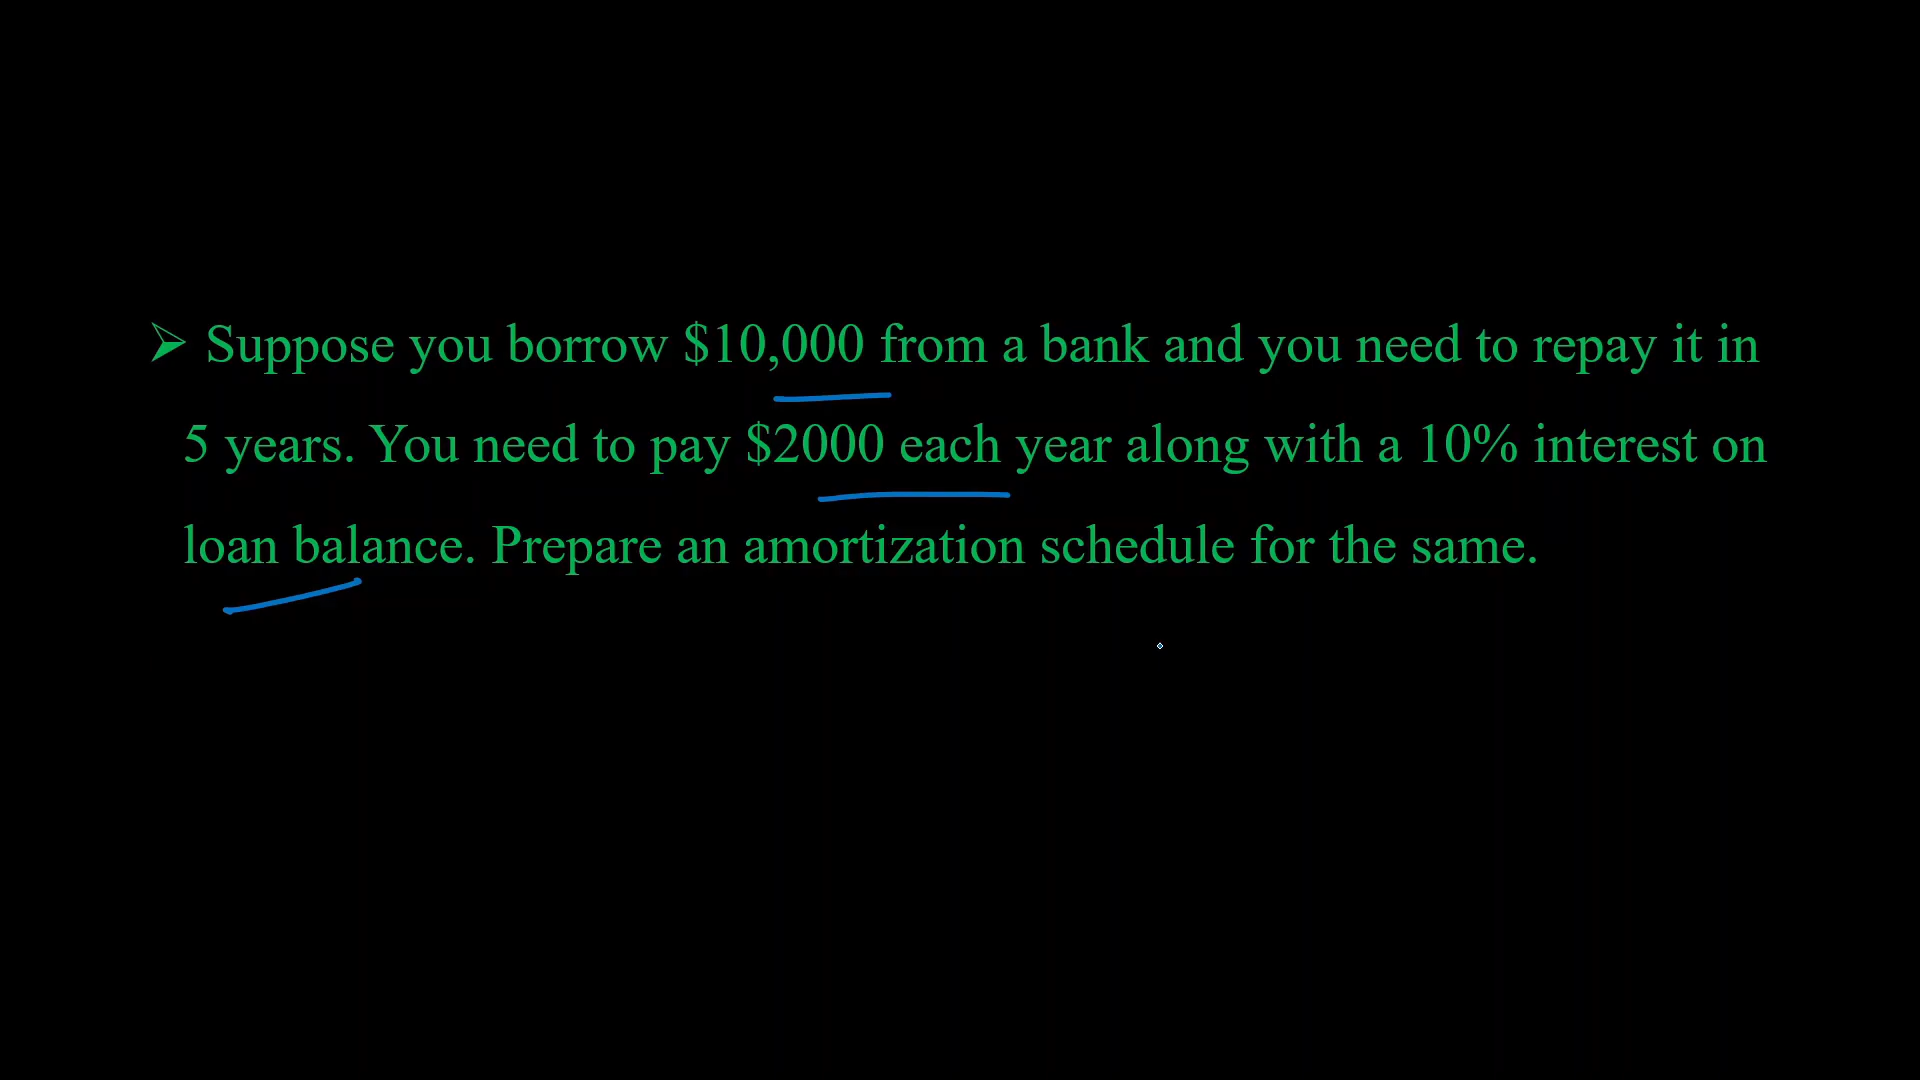 ➢ Suppose you borrow $10,000 from a bank and you need to repay it in
5 years. You need to pay $2000 each year along with a 10% interest on
loan balance. Prepare an amortization schedule for the same.